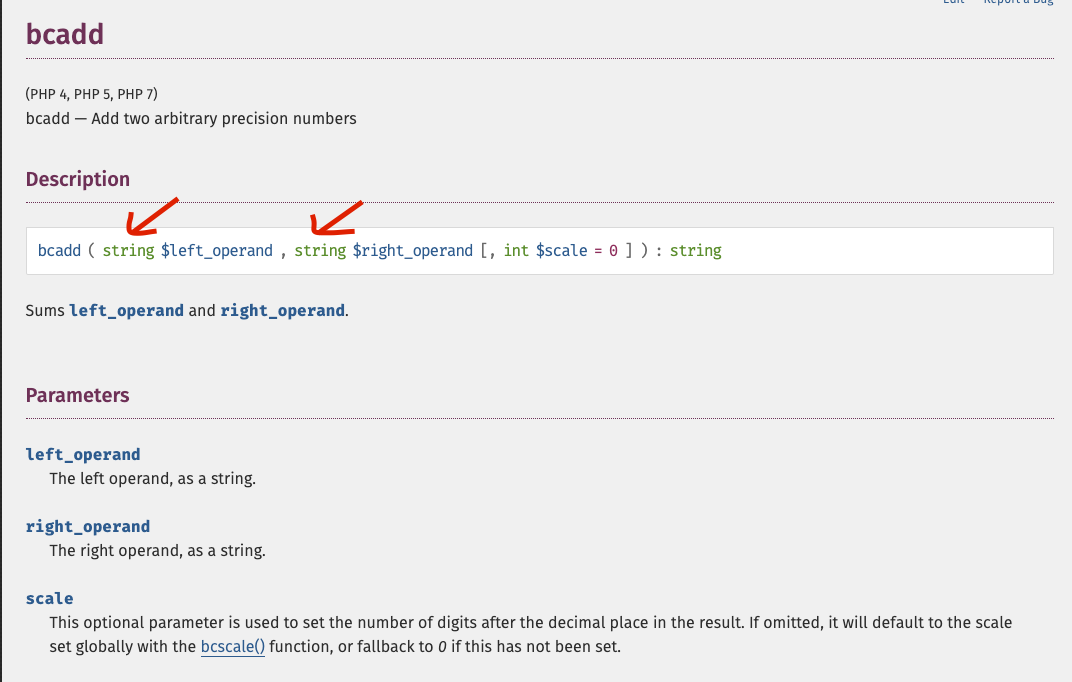 Edit Report a Bug
bcadd
(PHP 4, PHP 5, PHP 7)
bcadd — Add two arbitrary precision numbers
Description
bcadd ( string $left_operand , string $right_operand [, int $scale = 0 ] ) : string
Sums left_operand and right_operand.
Parameters
left_operand
The left operand, as a string.
right_operand
The right operand, as a string.
scale
This optional parameter is used to set the number of digits after the decimal place in the result. If omitted, it will default to the scale
set globally with the bcscale() function, or fallback to 0 if this has not been set.